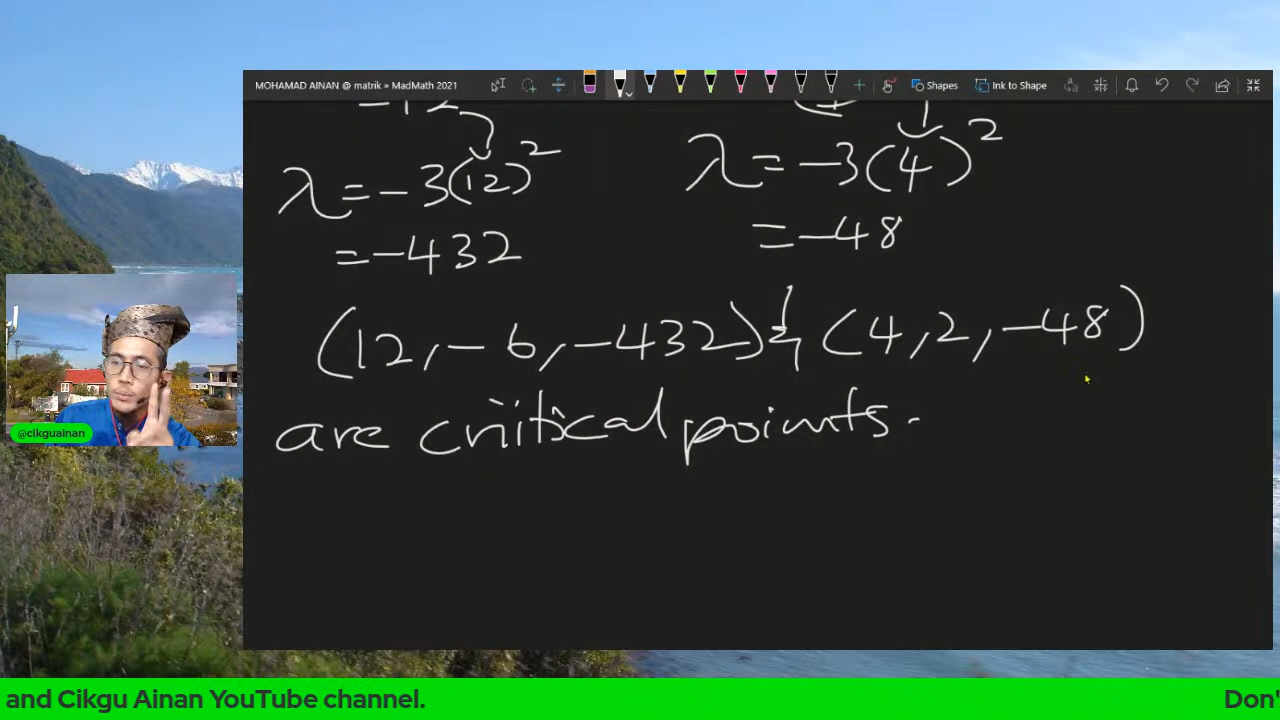 MOHAMAD AINAN @ matrik » MadMath 2021
Shapes
Ink to Shape
-12
λ = -3(12)²
= -432
λ = -3(4)²
= -48
(12, -6, -432) & (4, 2, -48)
are critical points.
@cikguainan
and Cikgu Ainan YouTube channel.
Don'